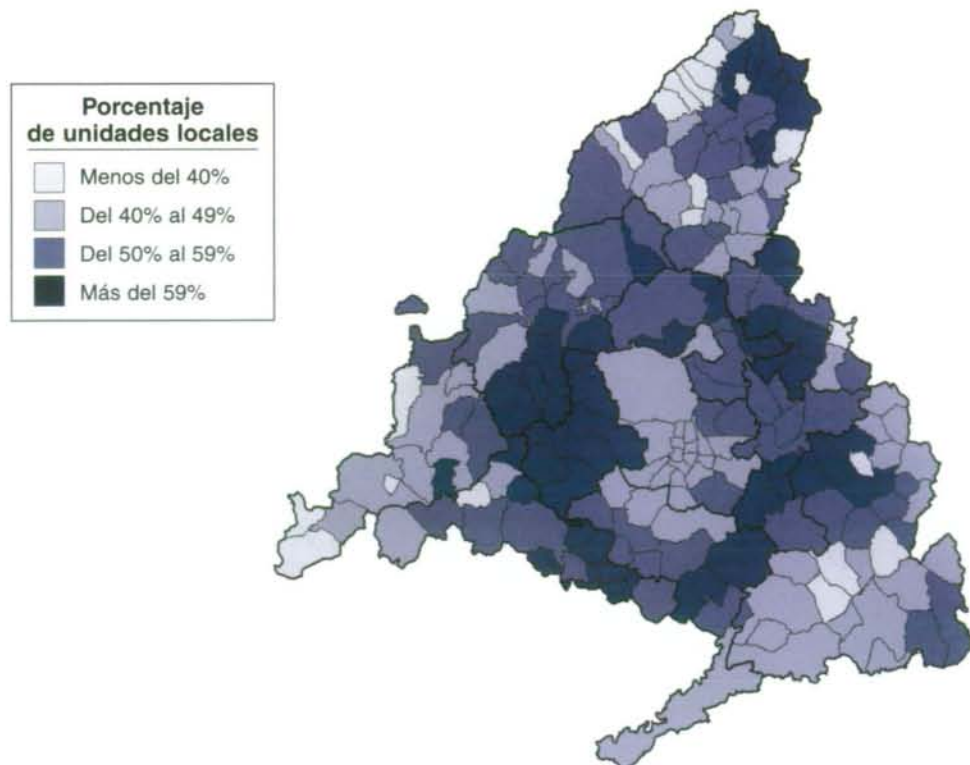 Porcentaje
de unidades locales
Menos del 40%
Del 40% al 49%
Del 50% al 59%
Más del 59%